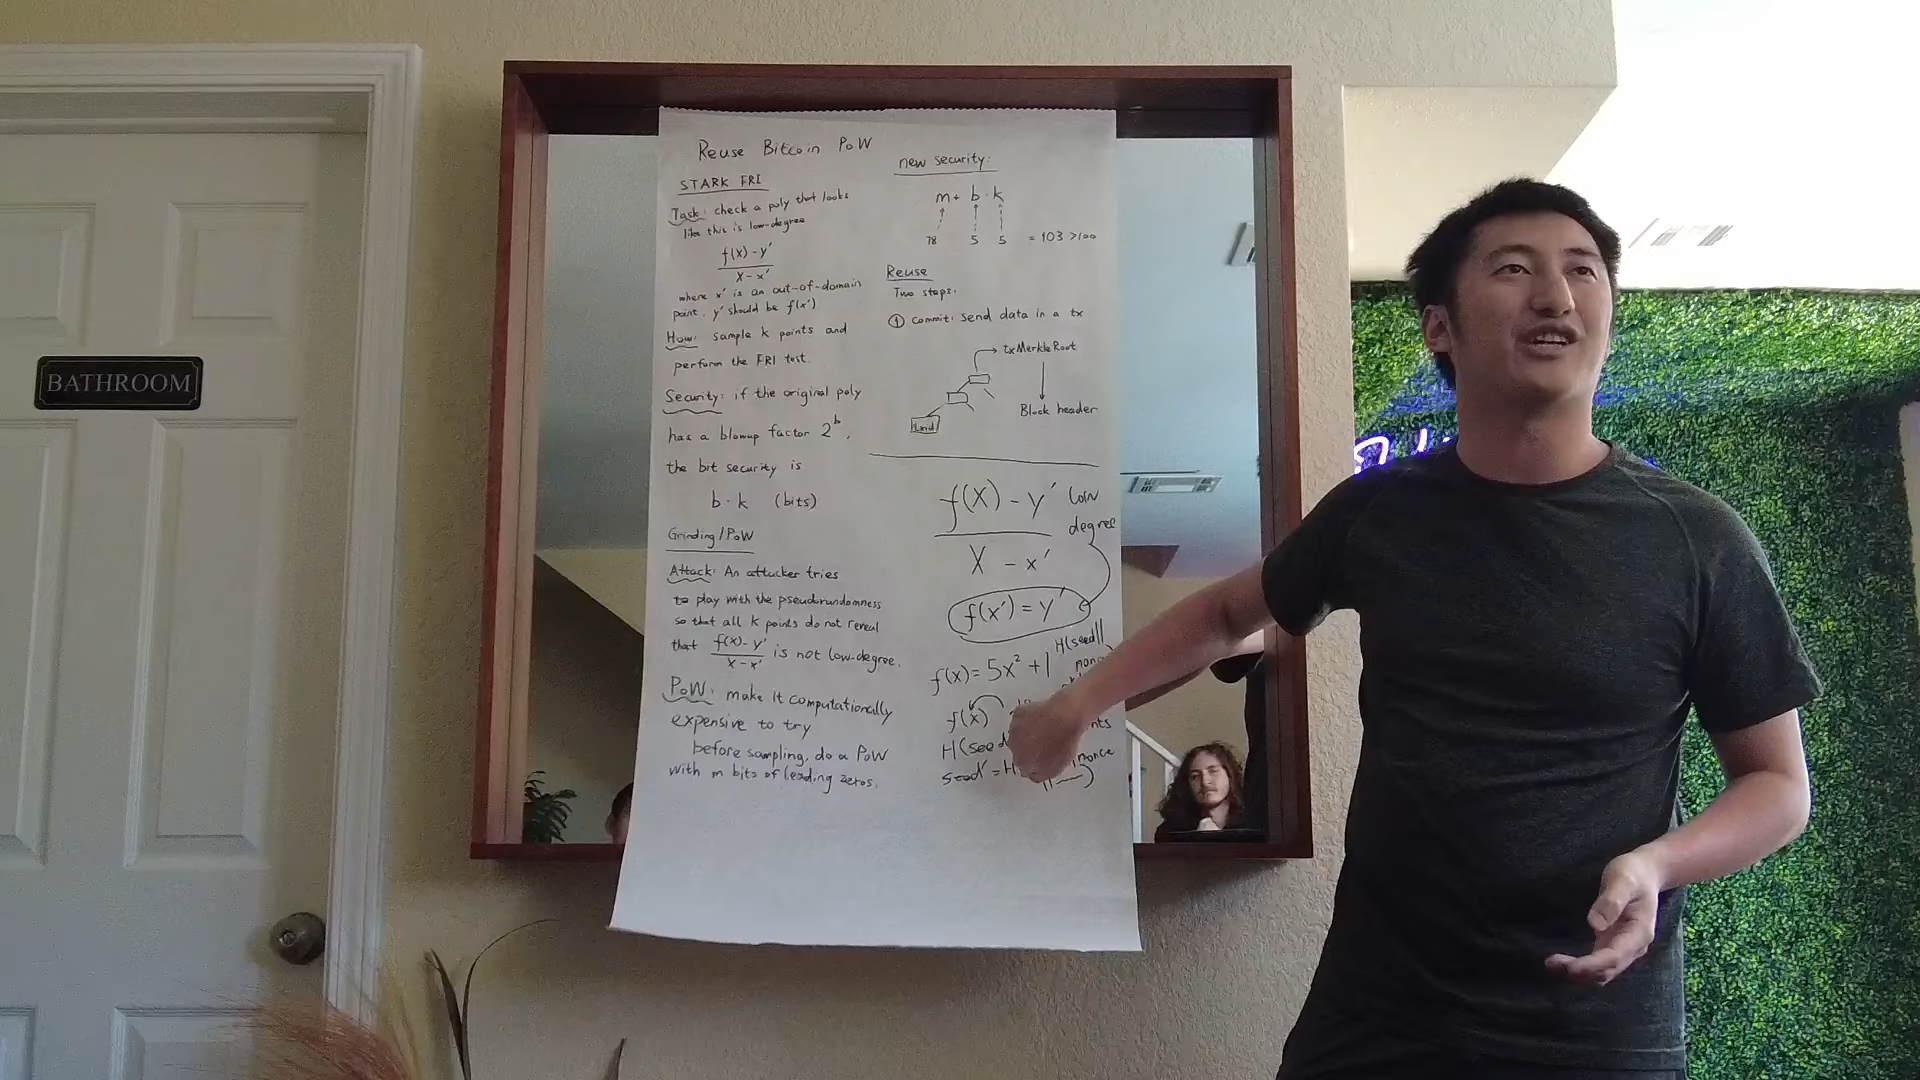 BATHROOM
Reuse Bitcoin PoW
STARK FRI
Task: check a poly that looks
like this is low-degree
f(X) - y'
X - x'
where x' is an out-of-domain
point. y' should be f(x')
How: sample k points and
perform the FRI test.
Security: if the original poly
has a blowup factor 2^b,
the bit security is
b · k (bits)
Grinding/PoW
Attack: An attacker tries
to play with the pseudorandomness
so that all k points do not reveal
that f(X) - y' / X - x' is not low-degree.
PoW: make it computationally
expensive to try
before sampling, do a PoW
with m bits of leading zeros.
new security:
m + b · k
78 5 5 = 103 > 100
Reuse
Two steps.
① commit: send data in a tx
txMerkleRoot
Block header
f(X) - y' low
degree
X - x'
f(x') = y'
H(seed||
f(x) = 5x² + 1
f(x)
H(seed
seed' = H nonce